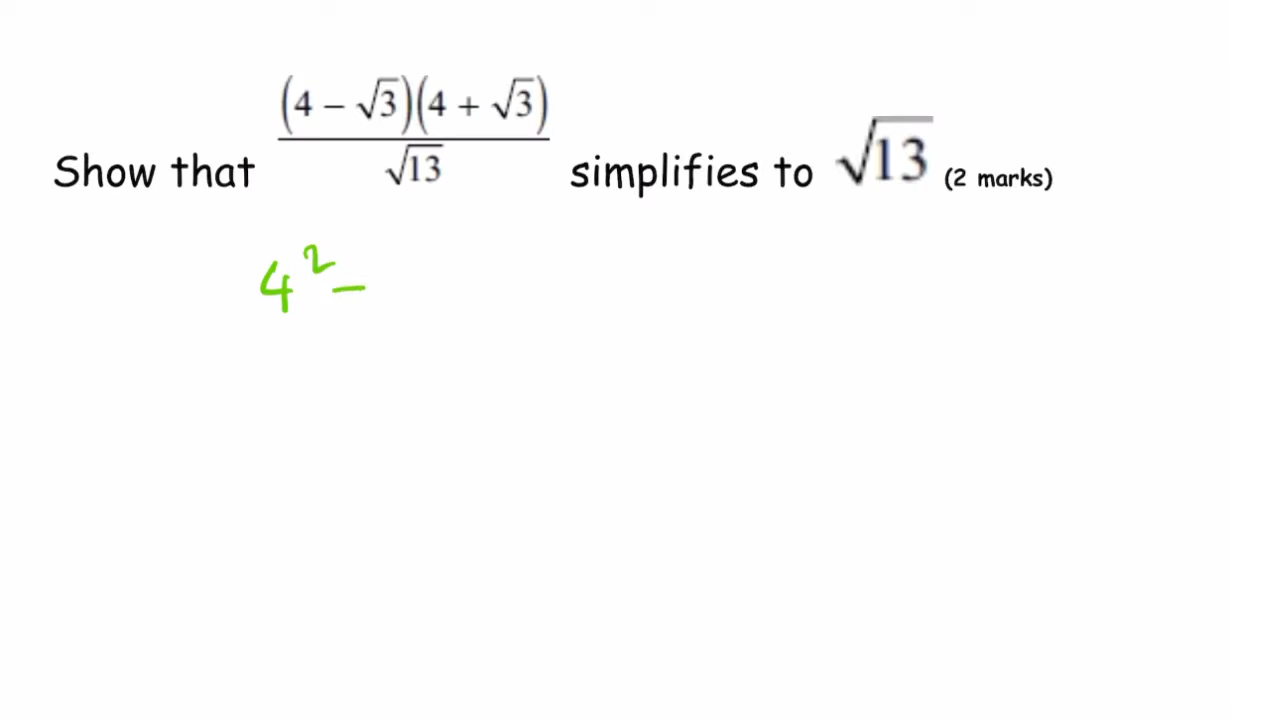 Show that (4 − √3)(4 + √3) / √13 simplifies to √13 (2 marks)
4² −